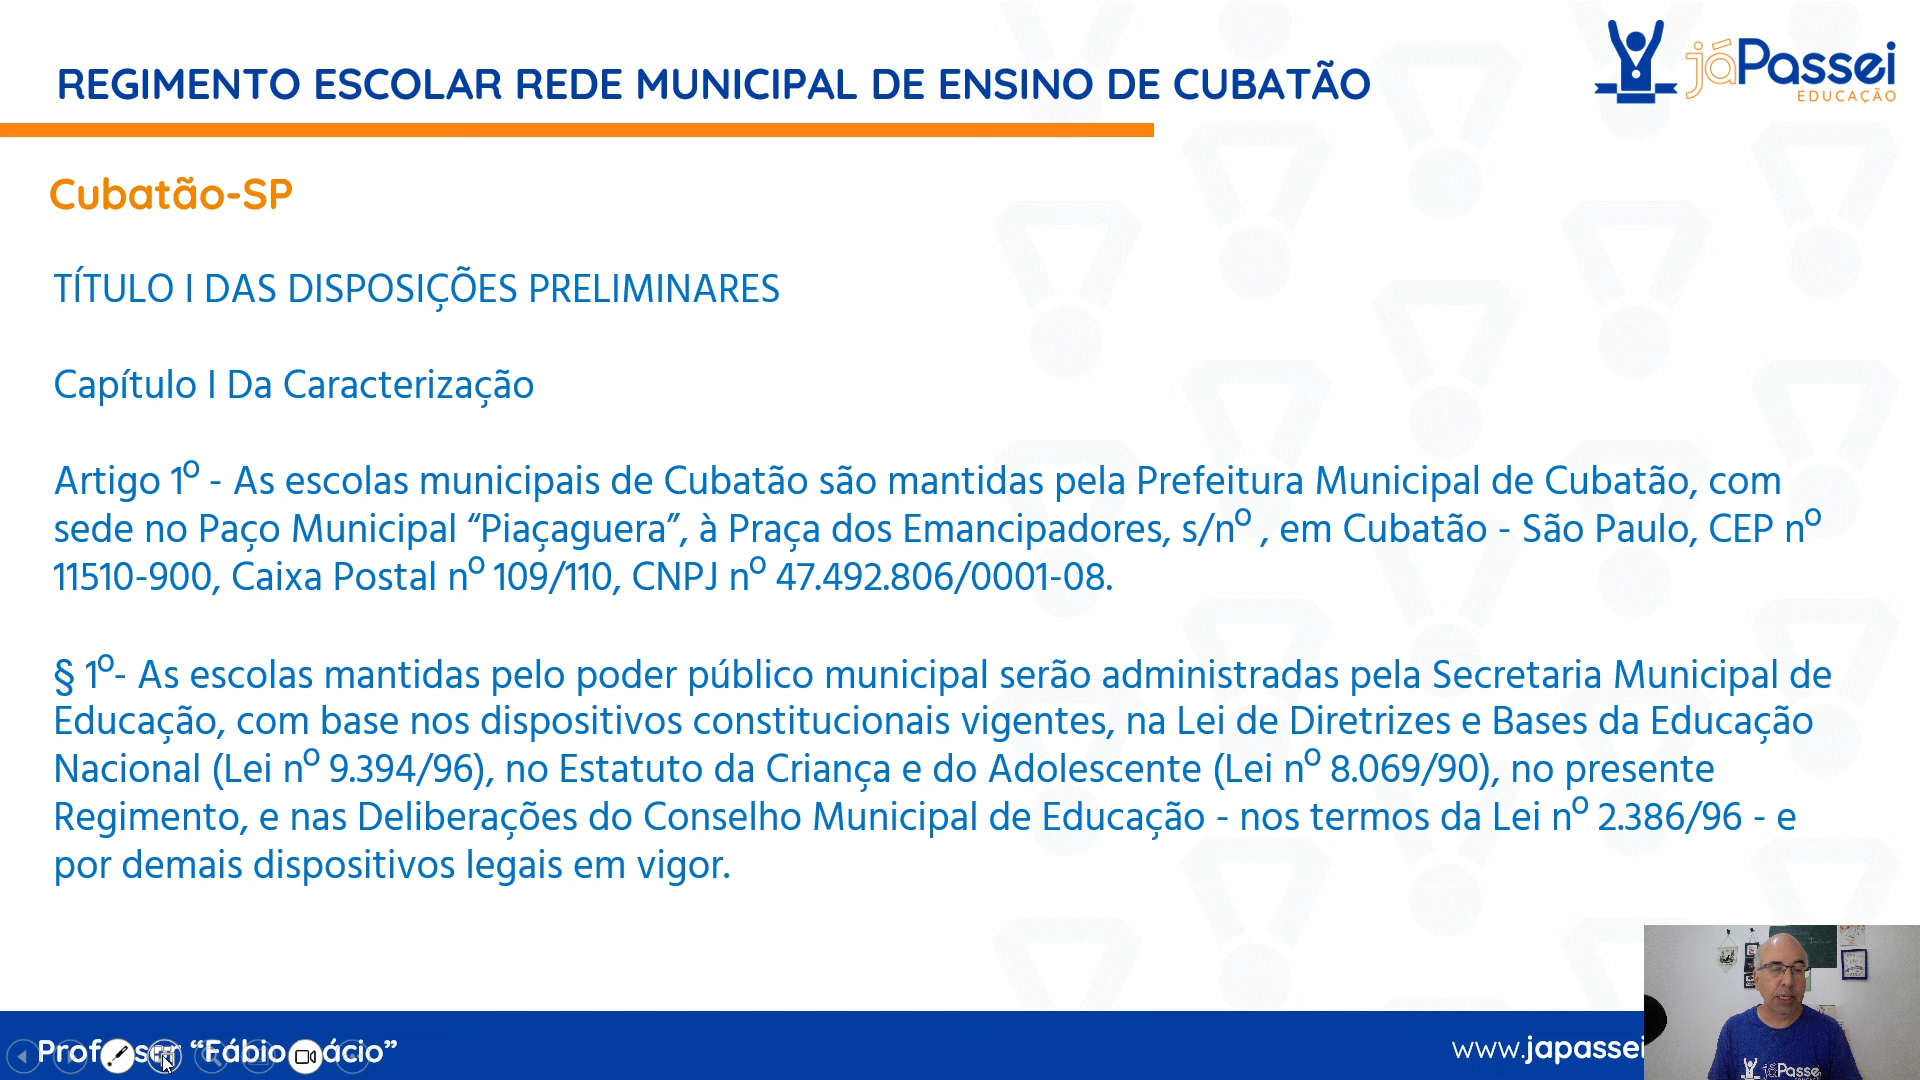 REGIMENTO ESCOLAR REDE MUNICIPAL DE ENSINO DE CUBATÃO
jáPassei
EDUCAÇÃO
Cubatão-SP
TÍTULO I DAS DISPOSIÇÕES PRELIMINARES
Capítulo I Da Caracterização
Artigo 1º - As escolas municipais de Cubatão são mantidas pela Prefeitura Municipal de Cubatão, com
sede no Paço Municipal “Piaçaguera”, à Praça dos Emancipadores, s/nº , em Cubatão - São Paulo, CEP nº
11510-900, Caixa Postal nº 109/110, CNPJ nº 47.492.806/0001-08.
§ 1º- As escolas mantidas pelo poder público municipal serão administradas pela Secretaria Municipal de
Educação, com base nos dispositivos constitucionais vigentes, na Lei de Diretrizes e Bases da Educação
Nacional (Lei nº 9.394/96), no Estatuto da Criança e do Adolescente (Lei nº 8.069/90), no presente
Regimento, e nas Deliberações do Conselho Municipal de Educação - nos termos da Lei nº 2.386/96 - e
por demais dispositivos legais em vigor.
“Fábio
www.japassei
jáPassei